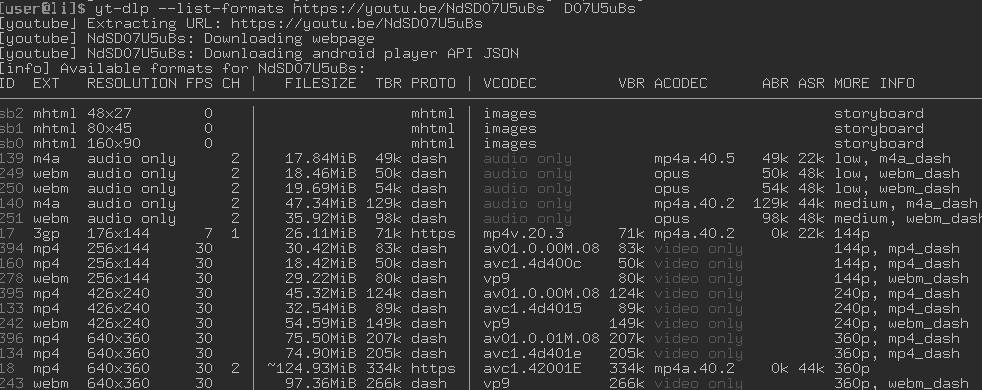 [user@li]$ yt-dlp --list-formats https://youtu.be/NdSD07U5uBs D07U5uBs
[youtube] Extracting URL: https://youtu.be/NdSD07U5uBs
[youtube] NdSD07U5uBs: Downloading webpage
[youtube] NdSD07U5uBs: Downloading android player API JSON
[info] Available formats for NdSD07U5uBs:
ID EXT RESOLUTION FPS CH | FILESIZE TBR PROTO | VCODEC VBR ACODEC ABR ASR MORE INFO
sb2 mhtml 48x27 0 | mhtml | images storyboard
sb1 mhtml 80x45 0 | mhtml | images storyboard
sb0 mhtml 160x90 0 | mhtml | images storyboard
139 m4a audio only 2 | 17.84MiB 49k dash | audio only mp4a.40.5 49k 22k low, m4a_dash
249 webm audio only 2 | 18.46MiB 50k dash | audio only opus 50k 48k low, webm_dash
250 webm audio only 2 | 19.69MiB 54k dash | audio only opus 54k 48k low, webm_dash
140 m4a audio only 2 | 47.34MiB 129k dash | audio only mp4a.40.2 129k 44k medium, m4a_dash
251 webm audio only 2 | 35.92MiB 98k dash | audio only opus 98k 48k medium, webm_dash
17 3gp 176x144 7 1 | 26.11MiB 71k https | mp4v.20.3 71k mp4a.40.2 0k 22k 144p
394 mp4 256x144 30 | 30.42MiB 83k dash | av01.0.00M.08 83k video only 144p, mp4_dash
160 mp4 256x144 30 | 18.42MiB 50k dash | avc1.4d400c 50k video only 144p, mp4_dash
278 webm 256x144 30 | 29.22MiB 80k dash | vp9 80k video only 144p, webm_dash
395 mp4 426x240 30 | 45.32MiB 124k dash | av01.0.00M.08 124k video only 240p, mp4_dash
133 mp4 426x240 30 | 32.54MiB 89k dash | avc1.4d4015 89k video only 240p, mp4_dash
242 webm 426x240 30 | 54.59MiB 149k dash | vp9 149k video only 240p, webm_dash
396 mp4 640x360 30 | 75.50MiB 207k dash | av01.0.01M.08 207k video only 360p, mp4_dash
134 mp4 640x360 30 | 74.90MiB 205k dash | avc1.4d401e 205k video only 360p, mp4_dash
18 mp4 640x360 30 2 | ~124.93MiB 334k https | avc1.42001E 334k mp4a.40.2 0k 44k 360p
243 webm 640x360 30 | 97.36MiB 266k dash | vp9 266k video only 360p, webm_dash